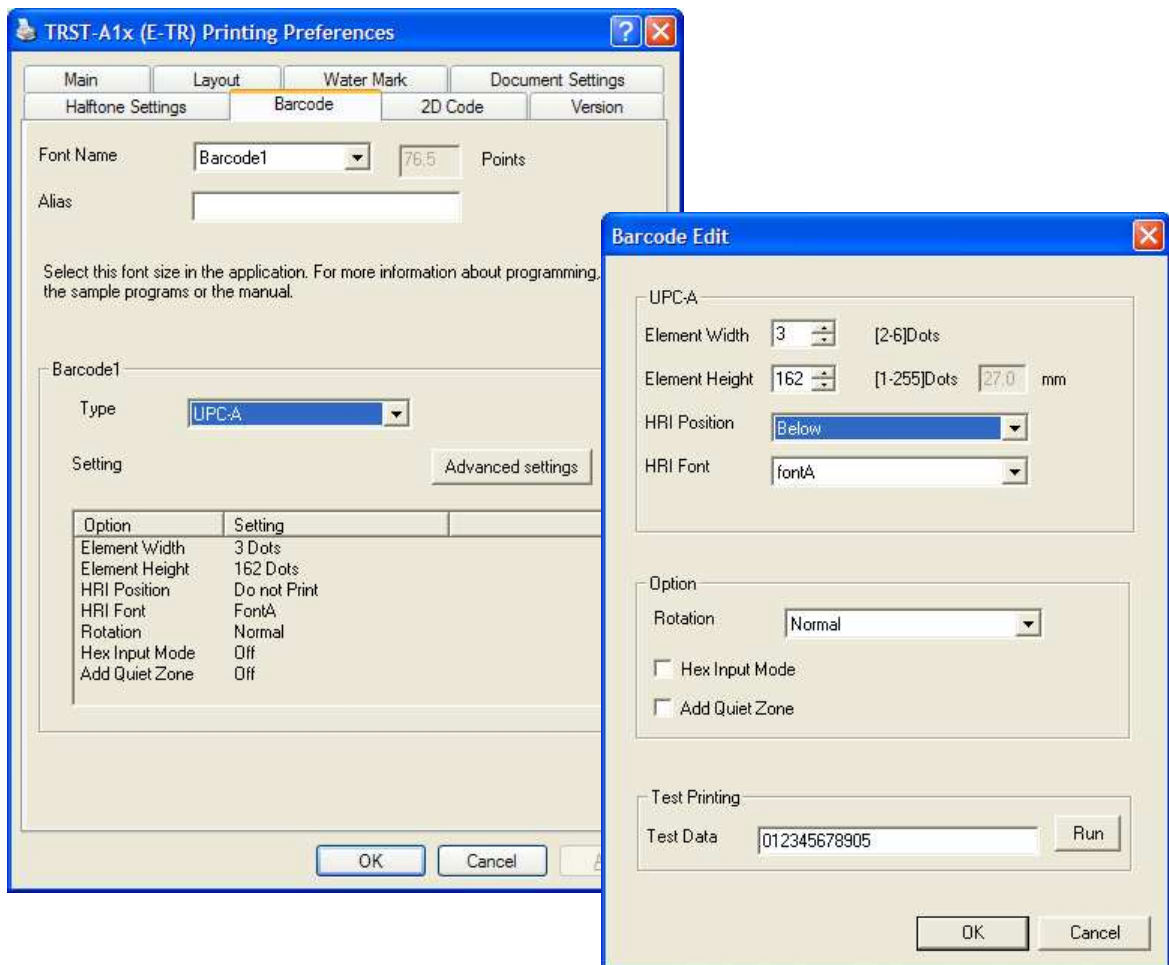 TRST-A1x (E-TR) Printing Preferences
Main Layout Water Mark Document Settings
Halftone Settings Barcode 2D Code Version
Font Name Barcode1 76.5 Points
Alias
Select this font size in the application. For more information about programming,
the sample programs or the manual.
Barcode1
Type UPC-A
Setting Advanced settings
Option Setting
Element Width 3 Dots
Element Height 162 Dots
HRI Position Do not Print
HRI Font FontA
Rotation Normal
Hex Input Mode Off
Add Quiet Zone Off
OK Cancel
Barcode Edit
UPC-A
Element Width 3 [2-6]Dots
Element Height 162 [1-255]Dots 27.0 mm
HRI Position Below
HRI Font fontA
Option
Rotation Normal
Hex Input Mode
Add Quiet Zone
Test Printing
Test Data 012345678905 Run
OK Cancel